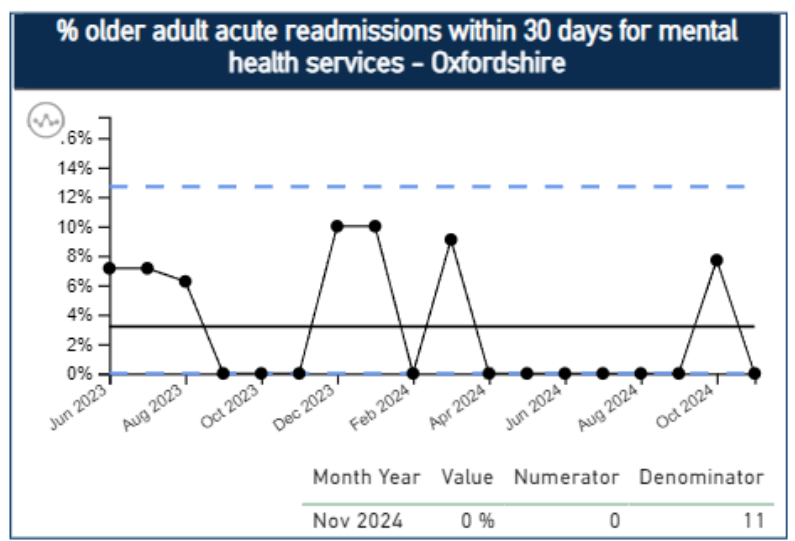 % older adult acute readmissions within 30 days for mental
health services - Oxfordshire
.6%
14%
12%
10%
8%
6%
4%
2%
0%
Jun 2023
Aug 2023
Oct 2023
Dec 2023
Feb 2024
Apr 2024
Jun 2024
Aug 2024
Oct 2024
Month Year Value Numerator Denominator
Nov 2024 0 % 0 11